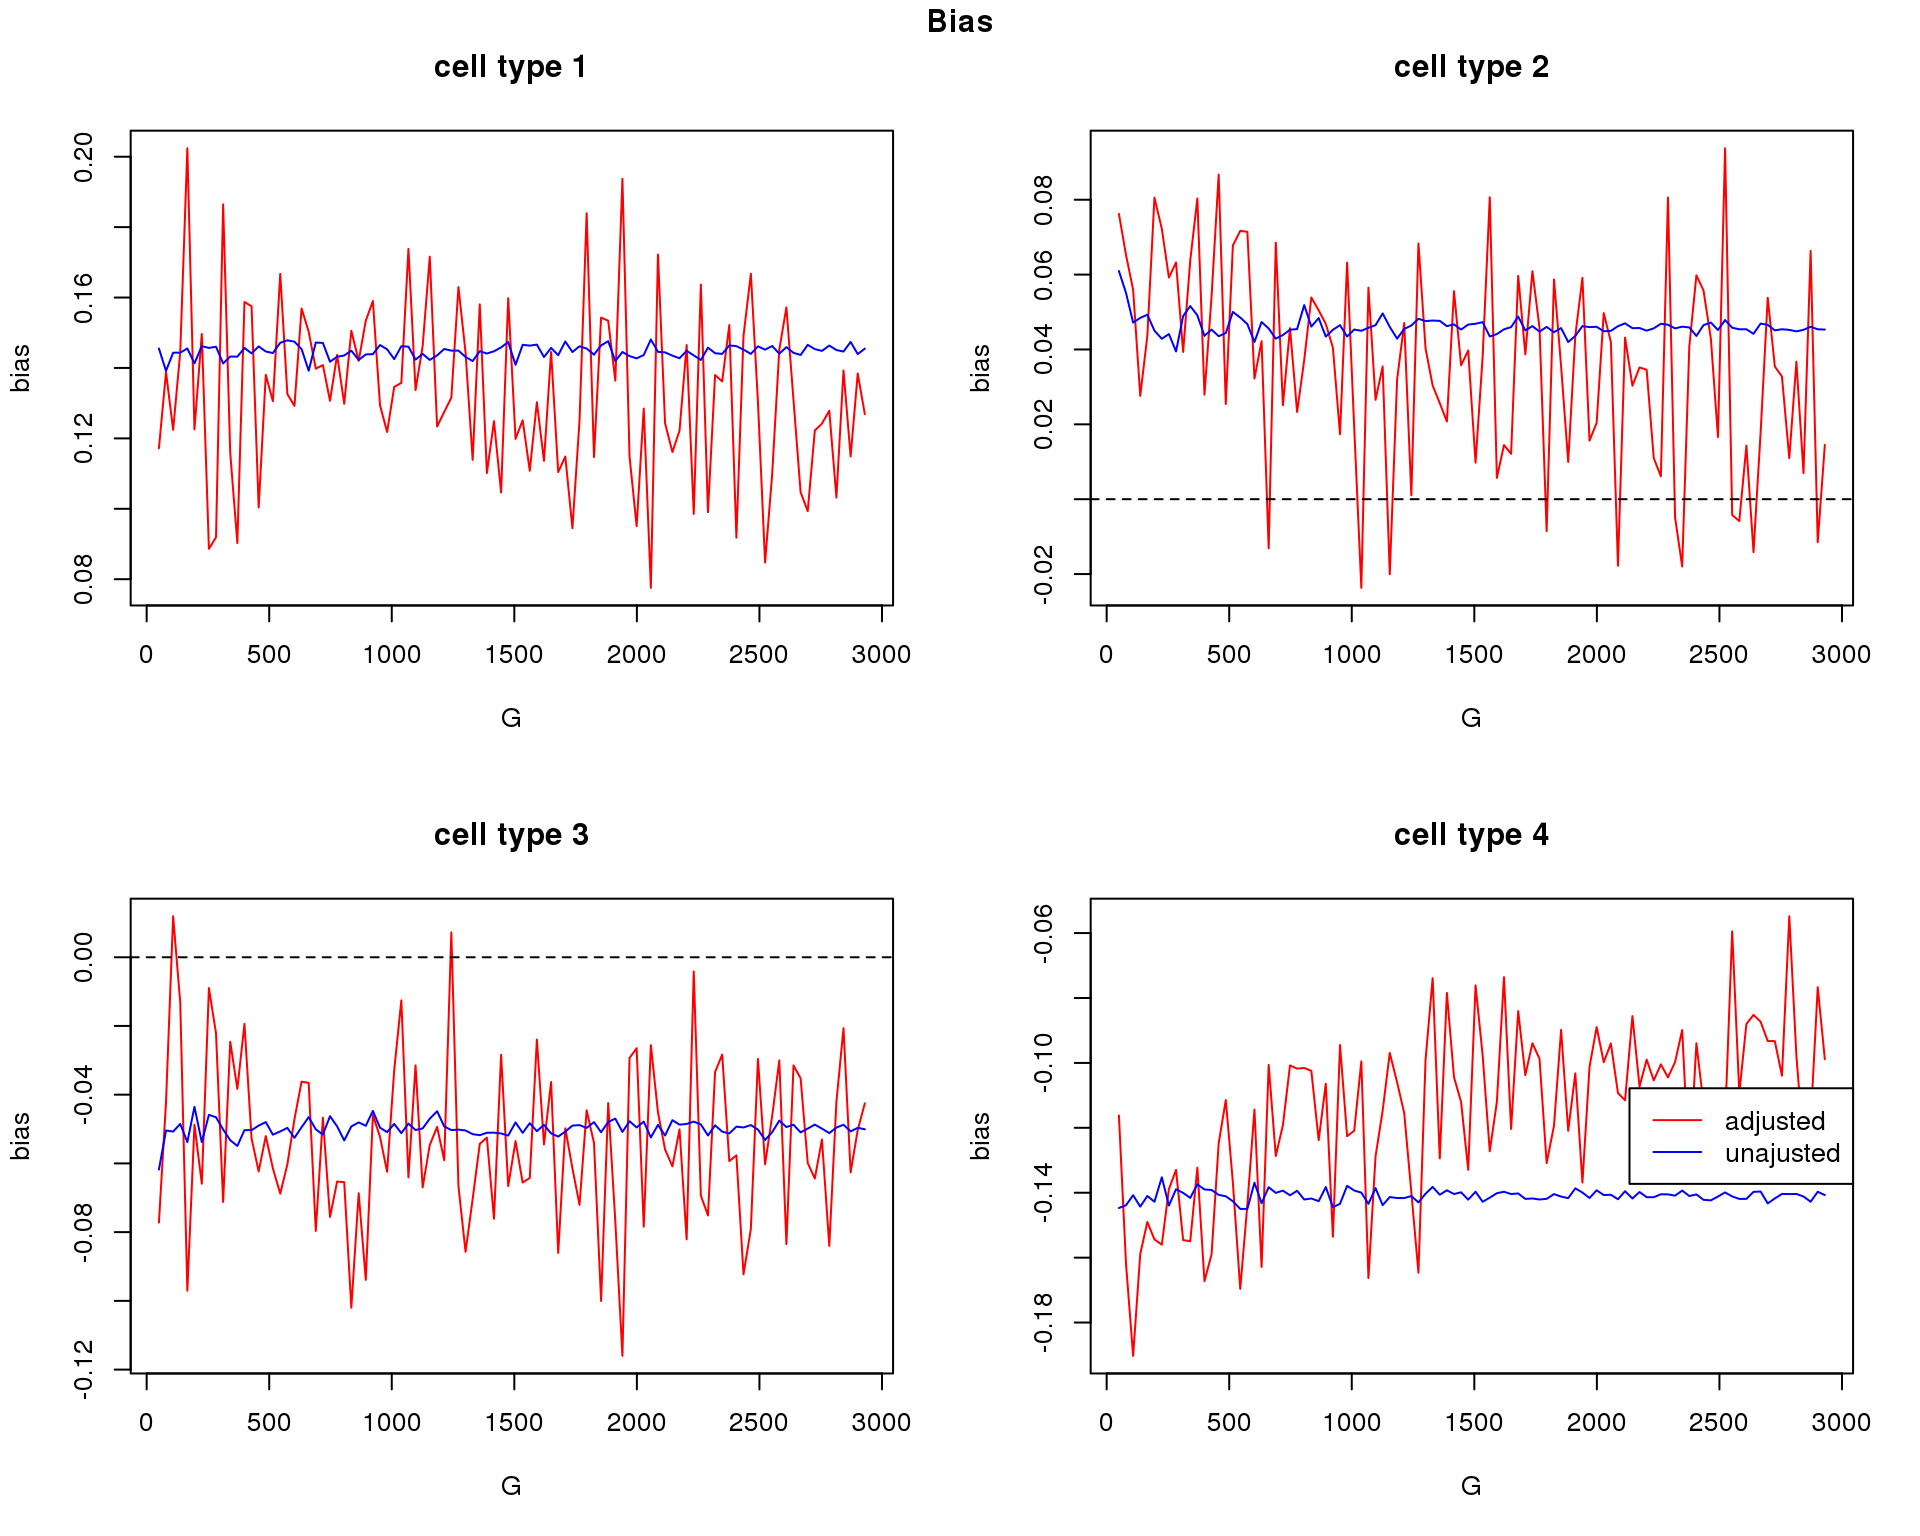 Bias
cell type 1
0.20
0.16
0.12
0.08
bias
0 500 1000 1500 2000 2500 3000
G
cell type 2
0.08
0.06
0.04
0.02
-0.02
bias
0 500 1000 1500 2000 2500 3000
G
cell type 3
0.00
-0.04
-0.08
-0.12
bias
0 500 1000 1500 2000 2500 3000
G
cell type 4
-0.06
-0.10
-0.14
-0.18
bias
adjusted
unajusted
0 500 1000 1500 2000 2500 3000
G